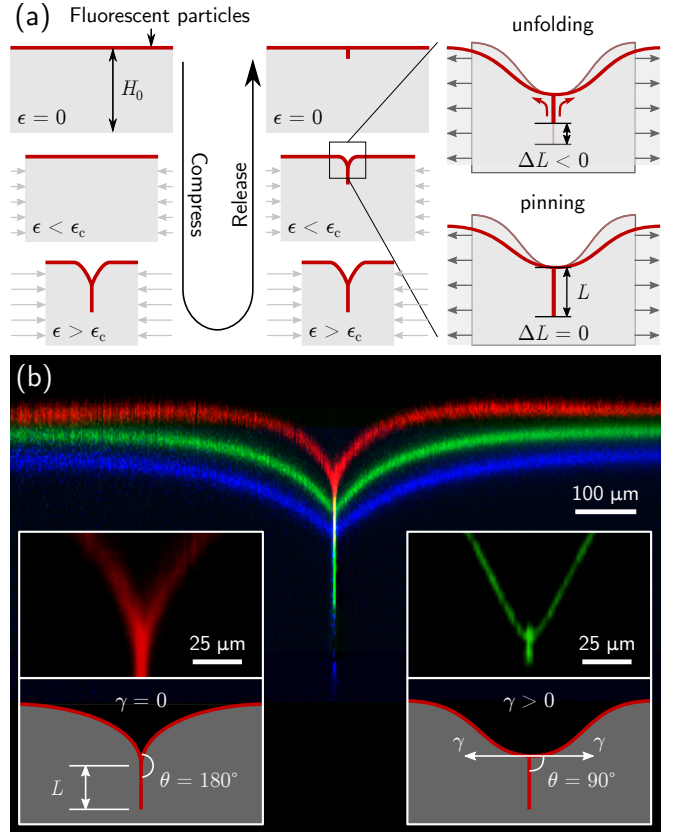 (a)
Fluorescent particles
H₀
ϵ = 0
ϵ < ϵc
ϵ > ϵc
Compress
Release
ϵ = 0
ϵ < ϵc
ϵ > ϵc
unfolding
ΔL < 0
pinning
L
ΔL = 0
(b)
100 μm
25 μm
γ = 0
L
θ = 180°
25 μm
γ > 0
γ γ
θ = 90°